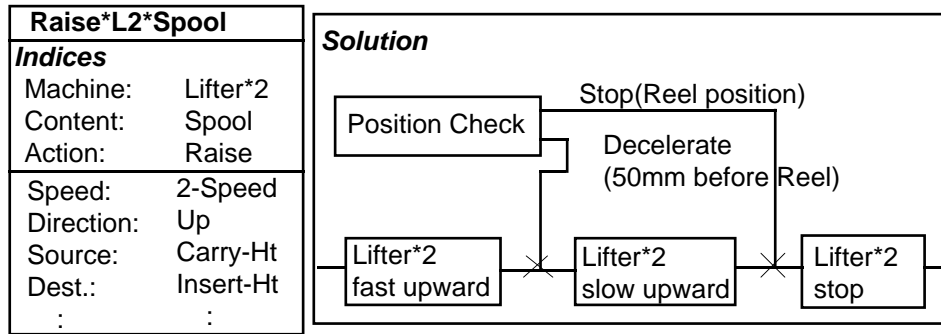 Raise*L2*Spool
Indices
Machine: Lifter*2
Content: Spool
Action: Raise
Speed: 2-Speed
Direction: Up
Source: Carry-Ht
Dest.: Insert-Ht
: :
Solution
Stop(Reel position)
Position Check
Decelerate
(50mm before Reel)
Lifter*2
fast upward
Lifter*2
slow upward
Lifter*2
stop